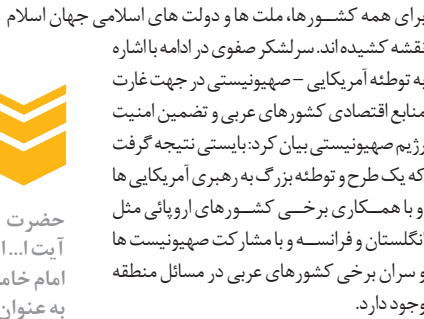 برای همه کشورها، ملت ها و دولت های اسلامی جهان اسلام
نقشه کشیده‌اند. سرلشکر صفوی در ادامه با اشاره
به توطئه آمریکایی – صهیونیستی در جهت غارت
منابع اقتصادی کشورهای عربی و تضمین امنیت
رژیم صهیونیستی بیان کرد: بایستی نتیجه گرفت
که یک طرح و توطئه بزرگ به رهبری آمریکایی ها
و با همکاری برخی کشورهای اروپائی مثل
انگلستان و فرانسه و با مشارکت صهیونیست ها
و سران برخی کشورهای عربی در مسائل منطقه
وجود دارد.
حضرت
آیت ا...
امام
به عنوان